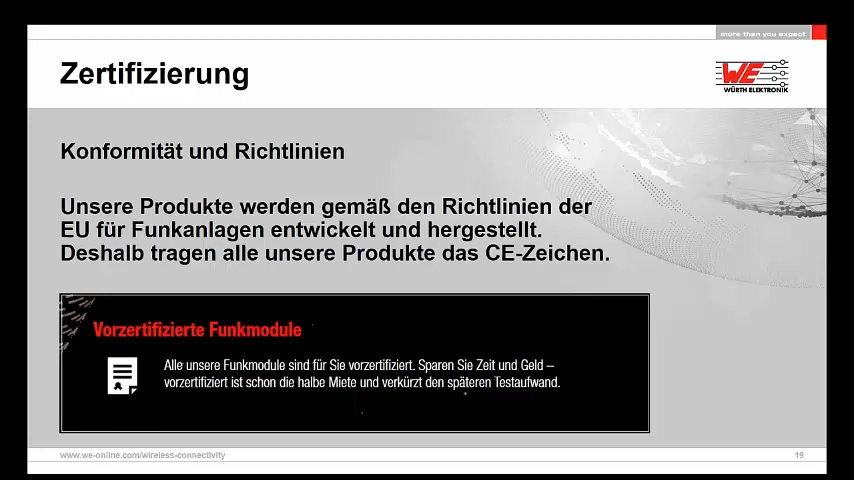 more than you expect
Zertifizierung
WE
WÜRTH ELEKTRONIK
Konformität und Richtlinien
Unsere Produkte werden gemäß den Richtlinien der
EU für Funkanlagen entwickelt und hergestellt.
Deshalb tragen alle unsere Produkte das CE-Zeichen.
Vorzertifizierte Funkmodule
Alle unsere Funkmodule sind für Sie vorzertifiziert. Sparen Sie Zeit und Geld –
vorzertifiziert ist schon die halbe Miete und verkürzt den späteren Testaufwand.
www.we-online.com/wireless-connectivity
19